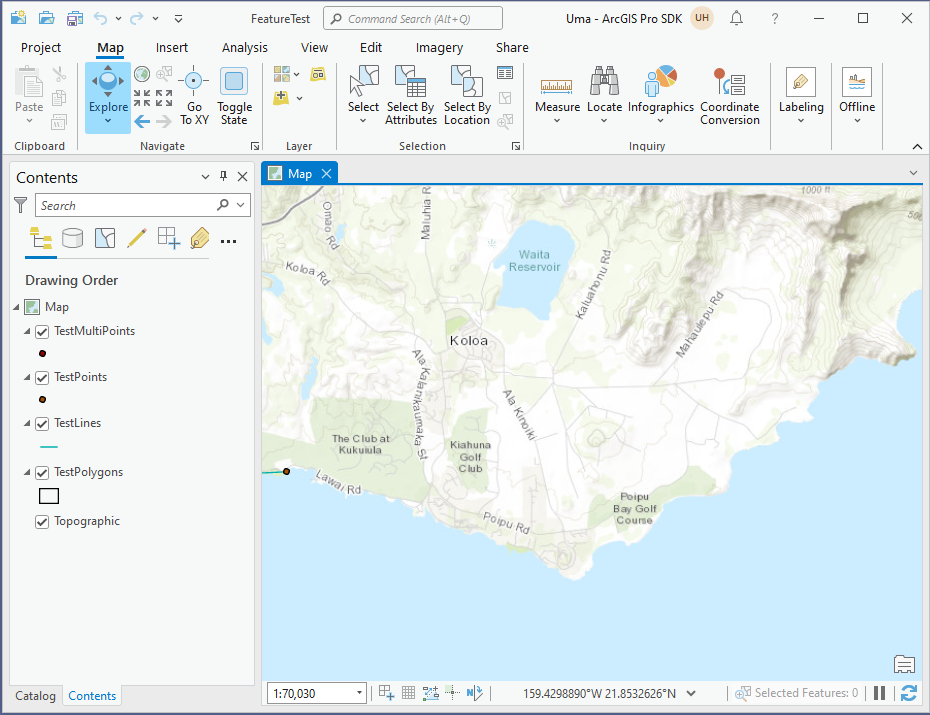 FeatureTest
Command Search (Alt+Q)
Uma - ArcGIS Pro SDK
UH
?
Project
Map
Insert
Analysis
View
Edit
Imagery
Share
Paste
Clipboard
Explore
Go
To XY
Toggle
State
Navigate
Layer
Select
Select By
Attributes
Select By
Location
Selection
Measure
Locate
Infographics
Coordinate
Conversion
Inquiry
Labeling
Offline
Contents
Search
Drawing Order
Map
TestMultiPoints
TestPoints
TestLines
TestPolygons
Topographic
Catalog
Contents
Map
1000 ft
Omao Rd
Maluhia R
Waita
Reservoir
Kaluahonu Rd
Koloa Rd
Mahaulepu Rd
Koloa
Ala Kalanikaumaka St
Ala Kinoiki
The Club at
Kukuiula
Kiahuna
Golf
Club
Lawai Rd
Poipu
Bay Golf
Course
Poipu Rd
1:70,030
N
159.4298890°W 21.8532626°N
Selected Features: 0